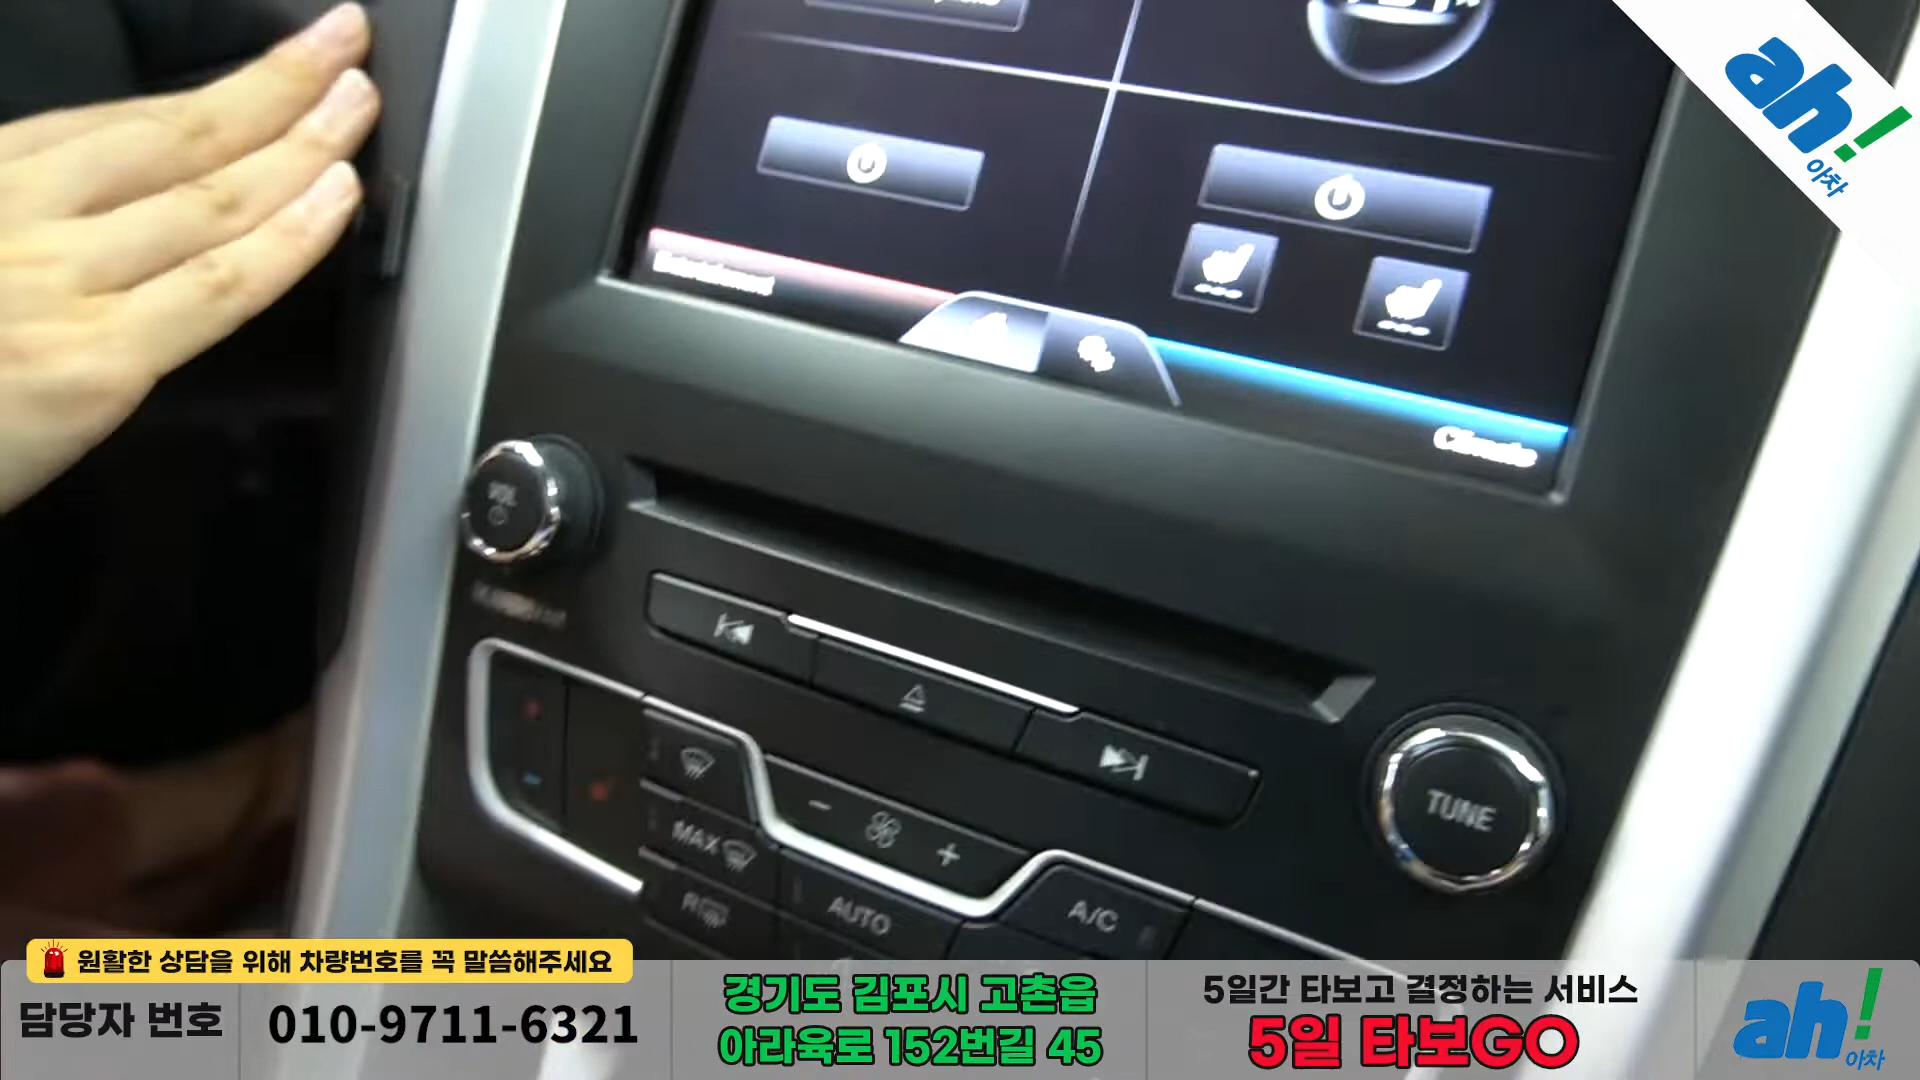 ah!
아차
Entertainment
Climate
VOL
TUNE
MAX
R
AUTO
A/C
원활한 상담을 위해 차량번호를 꼭 말씀해주세요
담당자 번호
010-9711-6321
경기도 김포시 고촌읍
아라육로 152번길 45
5일간 타보고 결정하는 서비스
5일 타보GO
ah!
아차